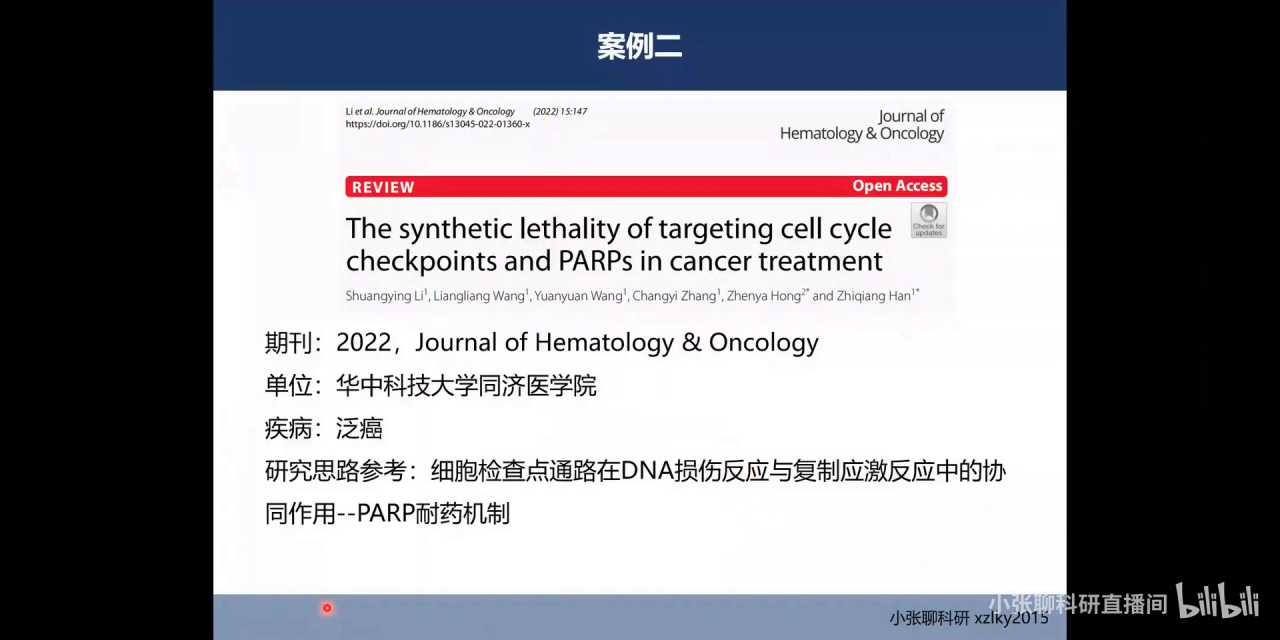 案例二
Li et al. Journal of Hematology & Oncology (2022) 15:147
https://doi.org/10.1186/s13045-022-01360-x
Journal of
Hematology & Oncology
REVIEW Open Access
The synthetic lethality of targeting cell cycle
checkpoints and PARPs in cancer treatment
Check for
updates
Shuangying Li1, Liangliang Wang1, Yuanyuan Wang1, Changyi Zhang1, Zhenya Hong2* and Zhiqiang Han1*
期刊：2022，Journal of Hematology & Oncology
单位：华中科技大学同济医学院
疾病：泛癌
研究思路参考：细胞检查点通路在DNA损伤反应与复制应激反应中的协
同作用--PARP耐药机制
小张聊科研直播间 bilibili
小张聊科研 xzlky2015